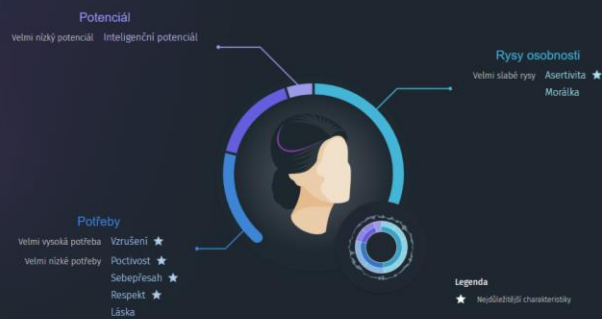 Potenciál
Velmi nízký potenciál Inteligenční potenciál
Rysy osobnosti
Velmi slabé rysy Asertivita
Morálka
Potřeby
Velmi vysoká potřeba Vzrušení
Velmi nízké potřeby Poctivost
Sebepřesah
Respekt
Láska
Legenda
Nejdůležitější charakteristiky